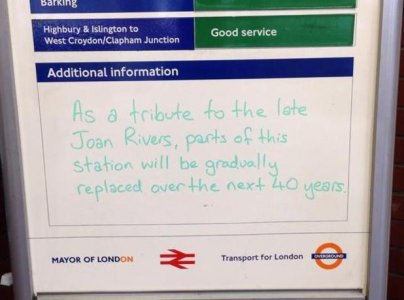 Barking
Highbury & Islington to
West Croydon/Clapham Junction
Good service
Additional information
As a tribute to the late
Joan Rivers, parts of this
station will be gradually
replaced over the next 40 years.
MAYOR OF LONDON
Transport for London
OVERGROUND